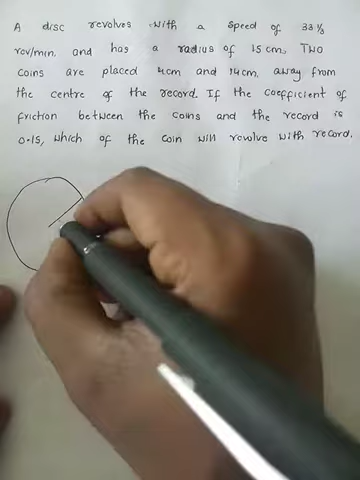 A disc revolves with a speed of 33 1/3
rev/min. and has a radius of 15 cm. Two
coins are placed 4cm and 14cm. away from
the centre of the record. If the coefficient of
friction between the coins and the record is
0.15, which of the coin will revolve with record.